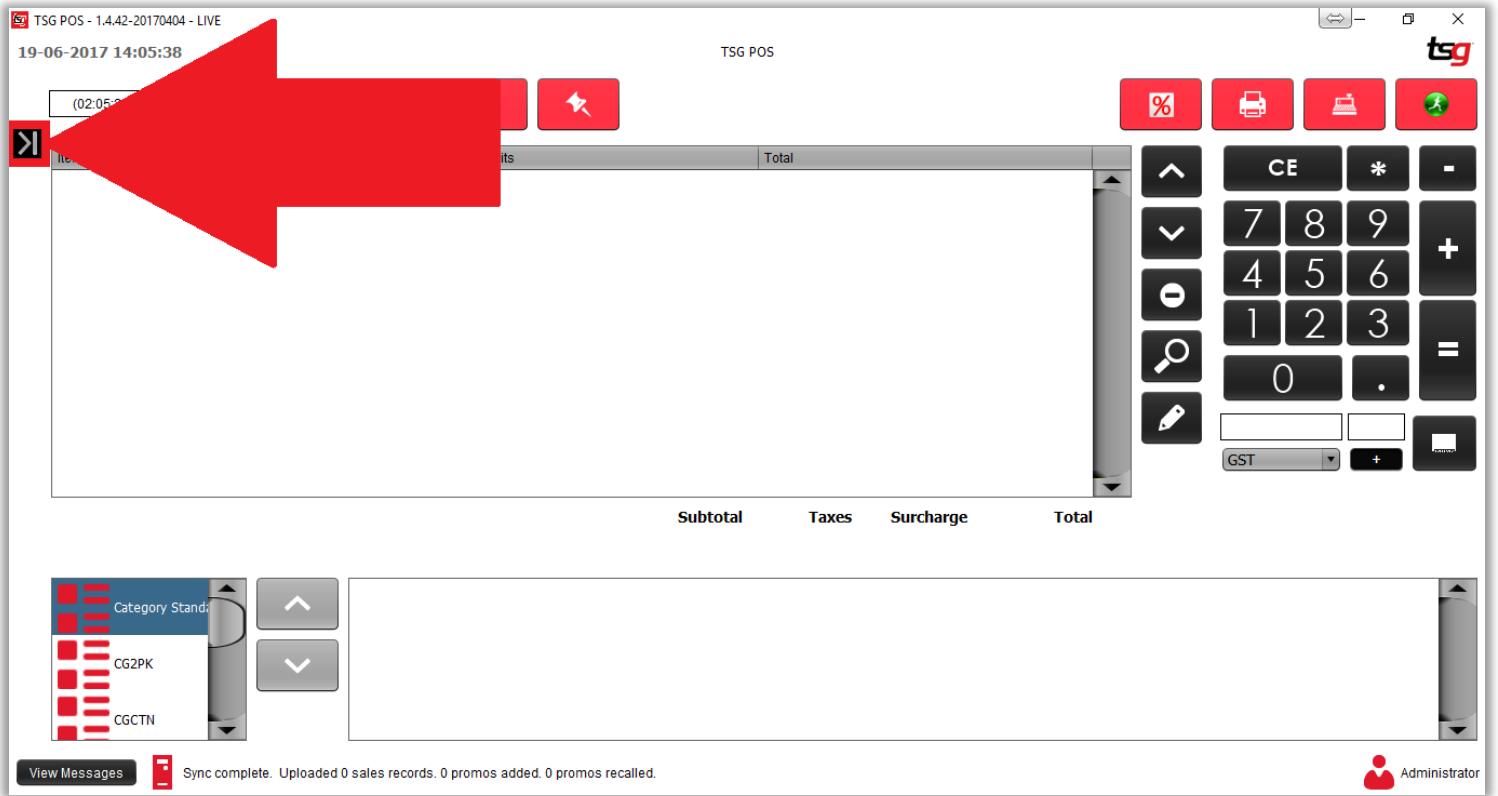 TSG POS - 1.4.42-20170404 - LIVE
19-06-2017 14:05:38
TSG POS
tsg
%
Total
CE * -
7 8 9 +
4 5 6
1 2 3 =
0 .
GST +
Subtotal Taxes Surcharge Total
Category Standa
CG2PK
CGCTN
View Messages
Sync complete. Uploaded 0 sales records. 0 promos added. 0 promos recalled.
Administrator